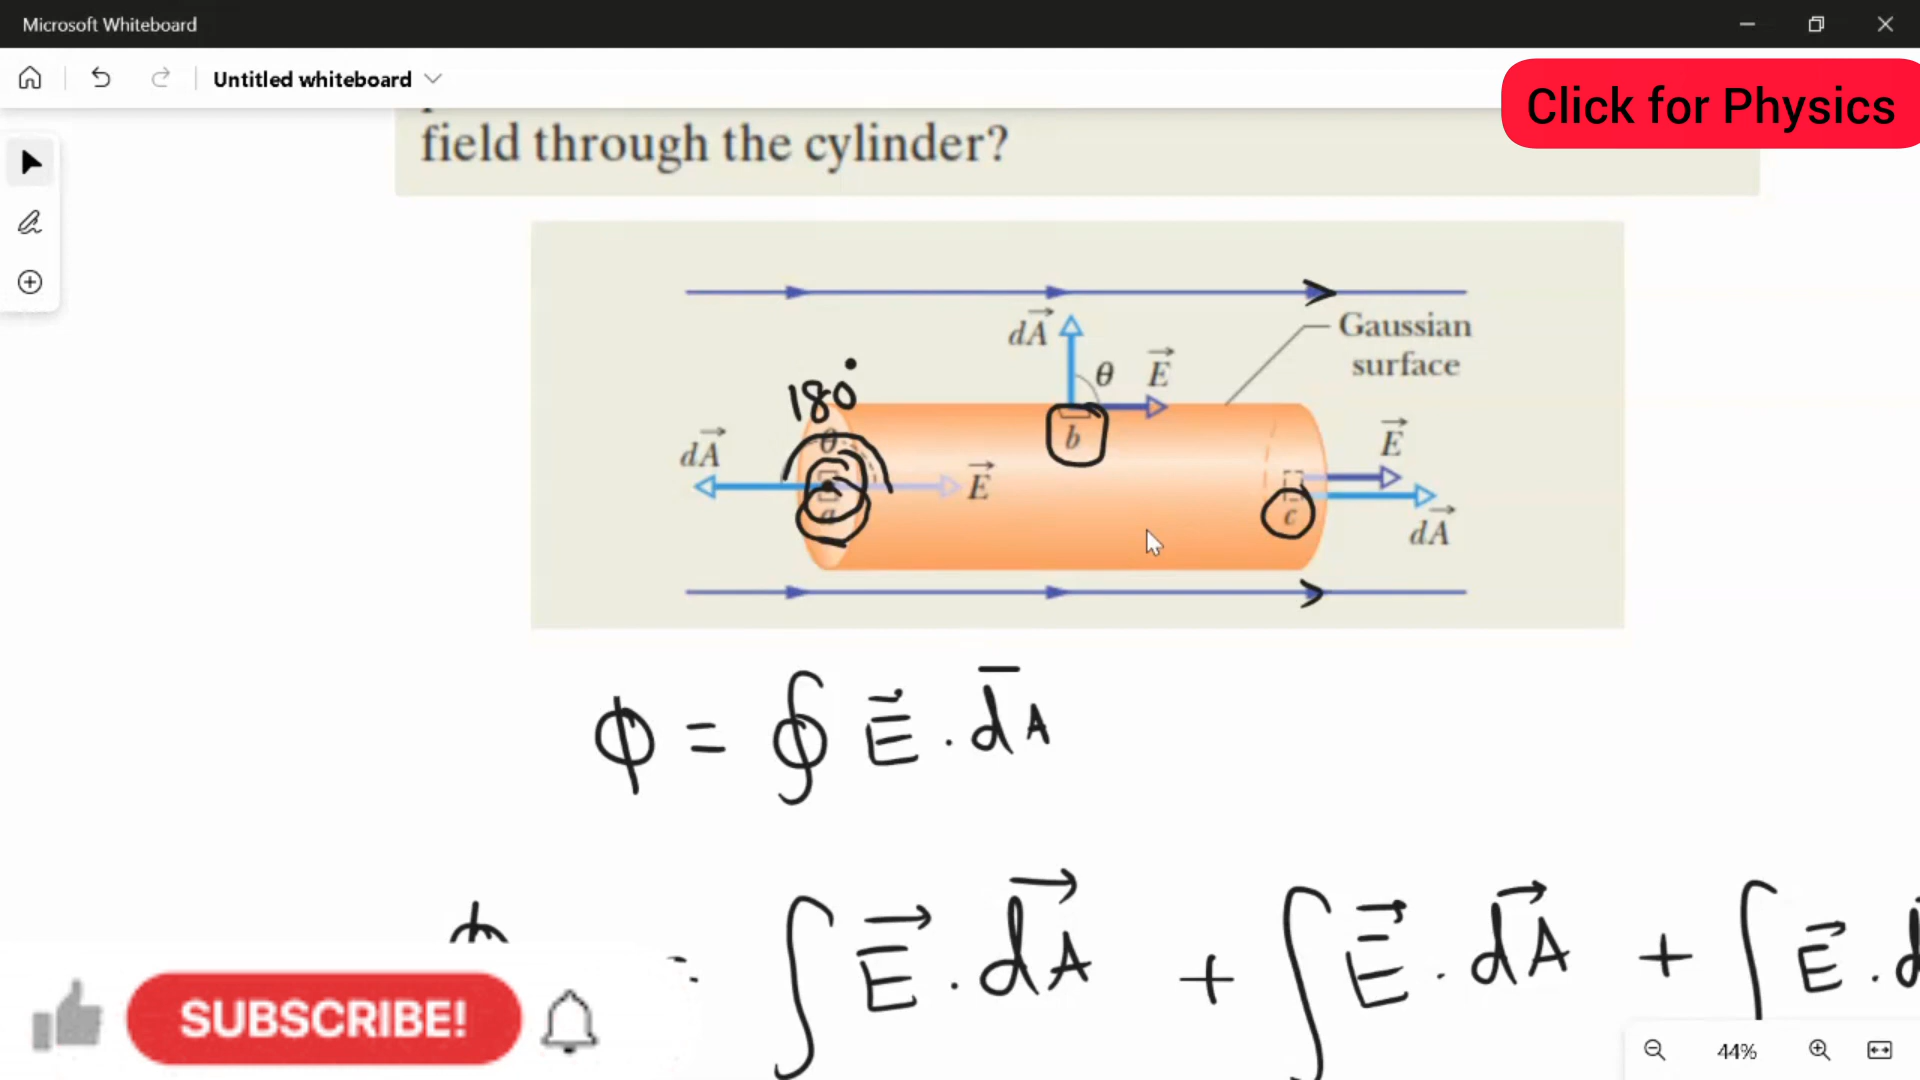 Microsoft Whiteboard
Untitled whiteboard
Click for Physics
field through the cylinder?
dA⃗
θ
E⃗
Gaussian
surface
180°
θ
dA⃗
E⃗
a
b
E⃗
c
dA⃗
Φ = ∮ E⃗ . dA
= ∫ E⃗ . dA⃗ + ∫ E⃗ . dA⃗ + ∫ E⃗ . d
SUBSCRIBE!
44%